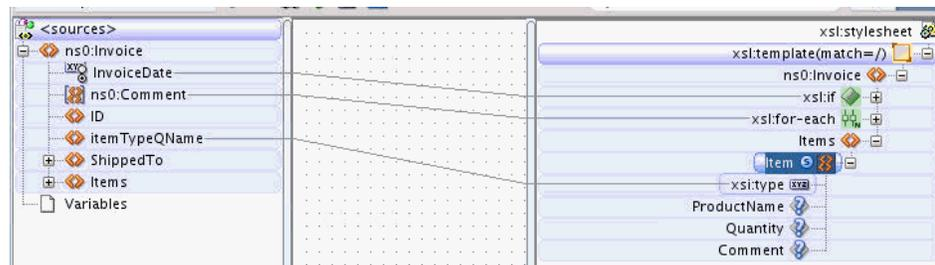 <sources>
ns0:Invoice
InvoiceDate
ns0:Comment
ID
itemTypeQName
ShippedTo
Items
Variables
xsl:stylesheet
xsl:template(match=/)
ns0:Invoice
xsl:if
xsl:for-each
Items
Item
xsi:type
ProductName
Quantity
Comment